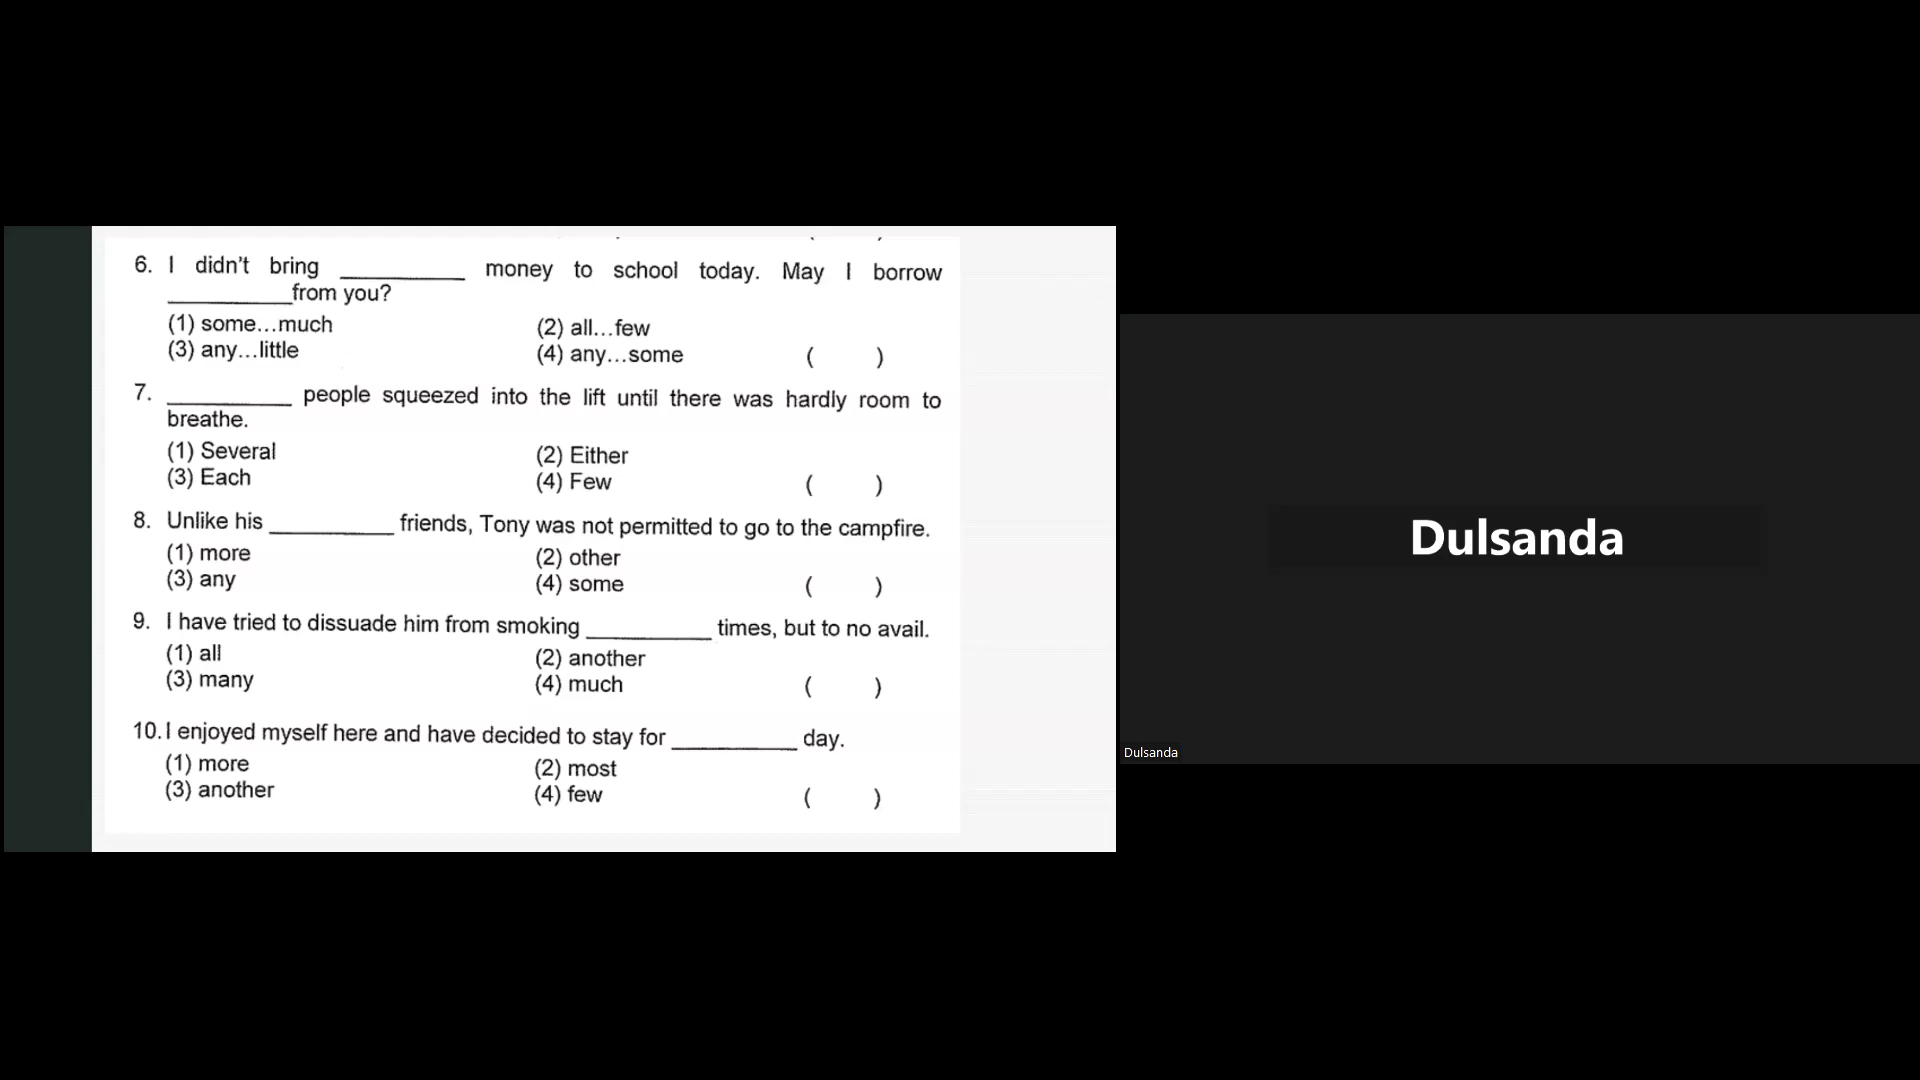 6. I didn't bring __________ money to school today. May I borrow
__________from you?
(1) some...much (2) all...few
(3) any...little (4) any...some ( )
7. __________ people squeezed into the lift until there was hardly room to
breathe.
(1) Several (2) Either
(3) Each (4) Few ( )
8. Unlike his __________ friends, Tony was not permitted to go to the campfire.
(1) more (2) other
(3) any (4) some ( )
9. I have tried to dissuade him from smoking __________ times, but to no avail.
(1) all (2) another
(3) many (4) much ( )
10. I enjoyed myself here and have decided to stay for __________ day.
(1) more (2) most
(3) another (4) few ( )
Dulsanda
Dulsanda